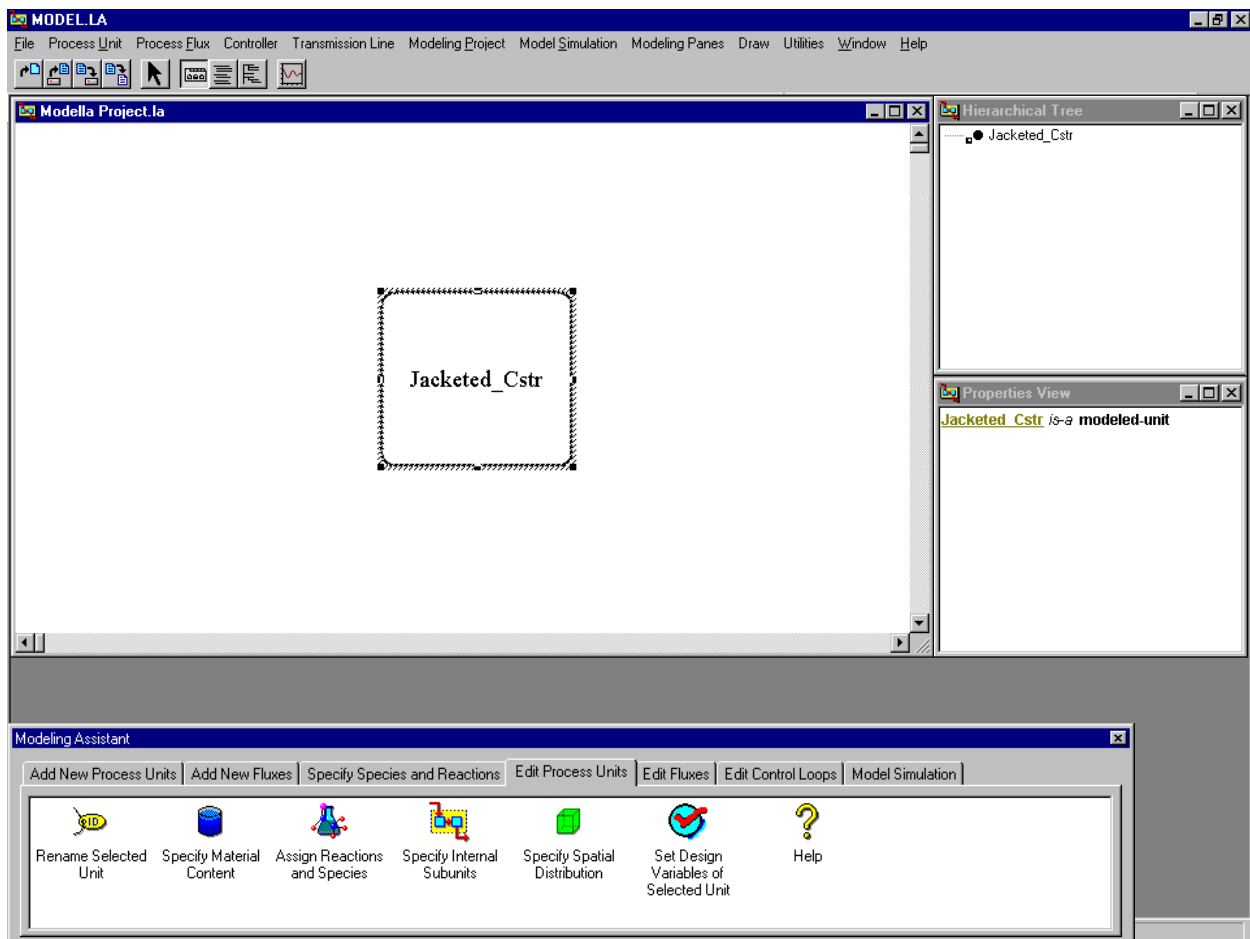 MODEL.LA
File Process Unit Process Flux Controller Transmission Line Modeling Project Model Simulation Modeling Panes Draw Utilities Window Help
Modella Project.la
Hierarchical Tree
Jacketed_Cstr
Jacketed_Cstr
Properties View
Jacketed_Cstr is-a modeled-unit
Modeling Assistant
Add New Process Units Add New Fluxes Specify Species and Reactions Edit Process Units Edit Fluxes Edit Control Loops Model Simulation
ID
Rename Selected
Unit
Specify Material
Content
Assign Reactions
and Species
Specify Internal
Subunits
Specify Spatial
Distribution
Set Design
Variables of
Selected Unit
Help